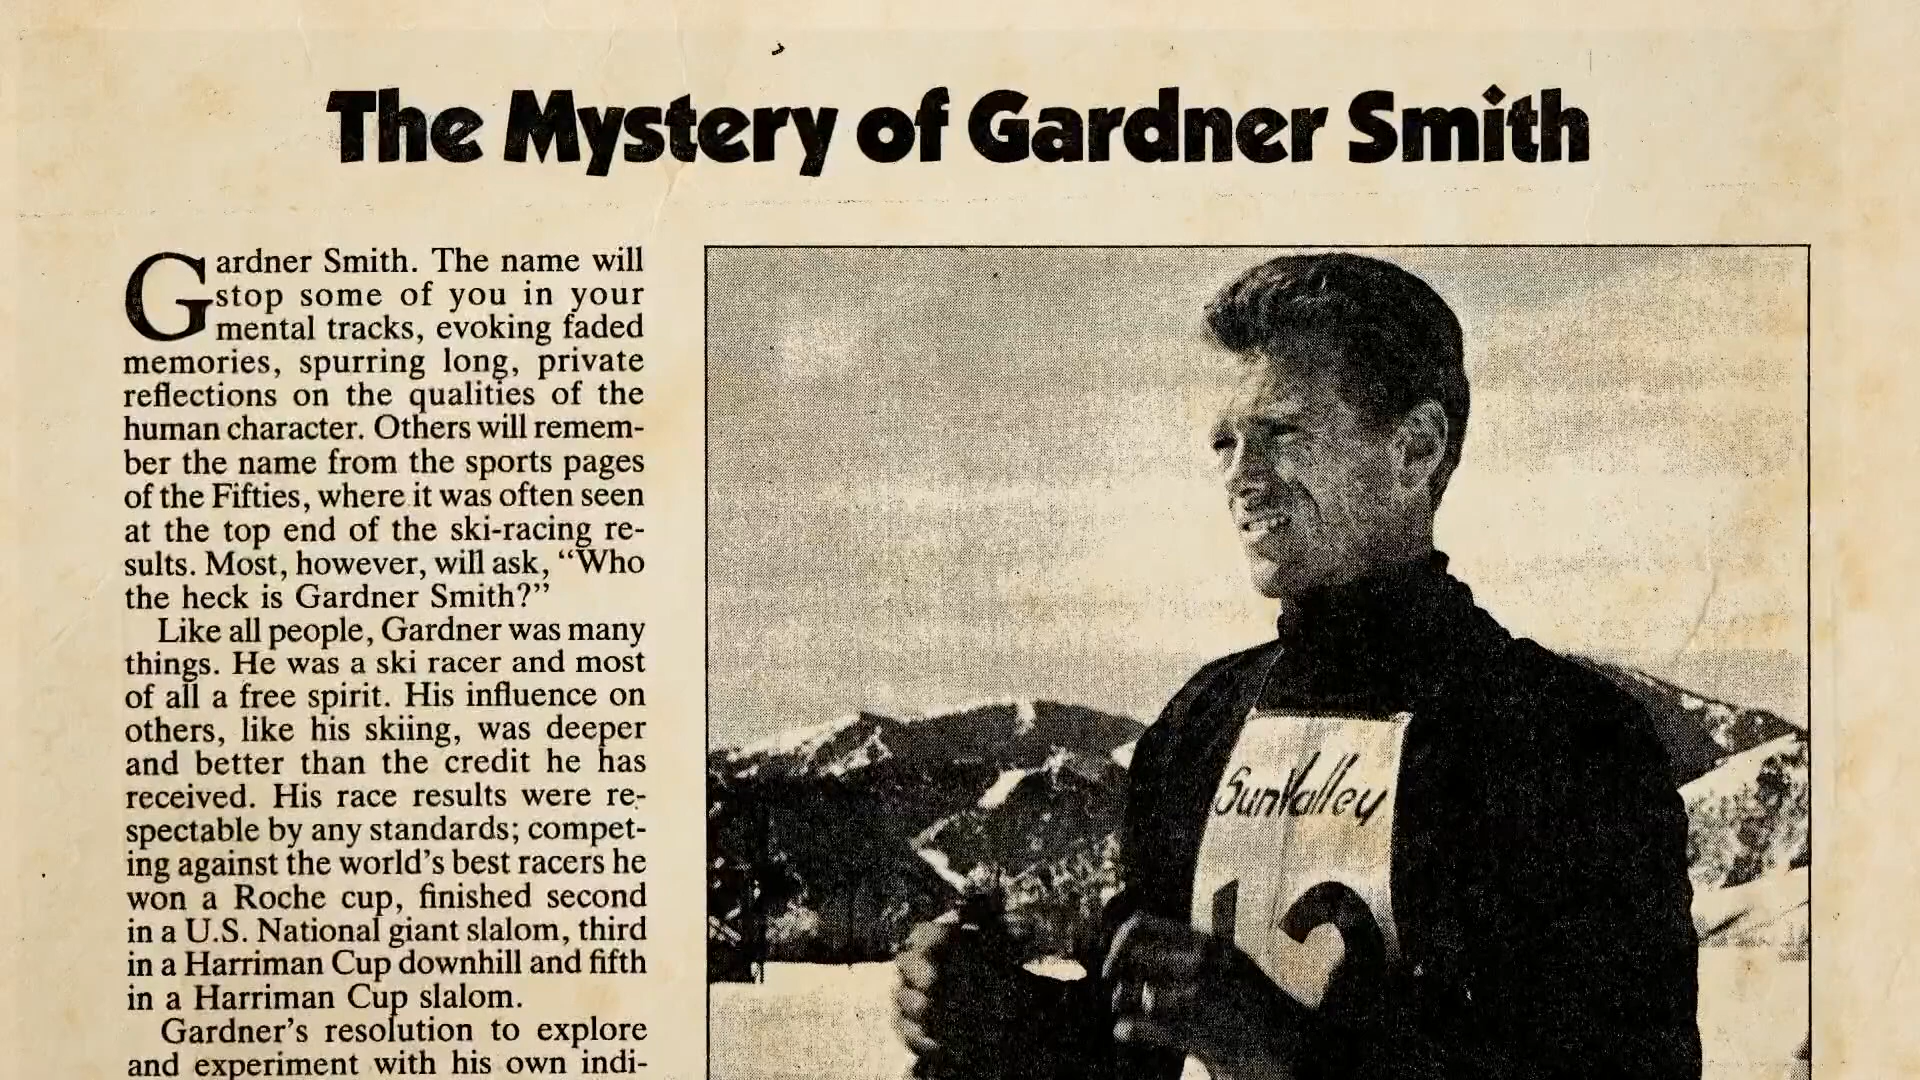 The Mystery of Gardner Smith
Gardner Smith. The name will
stop some of you in your
mental tracks, evoking faded
memories, spurring long, private
reflections on the qualities of the
human character. Others will remem-
ber the name from the sports pages
of the Fifties, where it was often seen
at the top end of the ski-racing re-
sults. Most, however, will ask, “Who
the heck is Gardner Smith?”
Like all people, Gardner was many
things. He was a ski racer and most
of all a free spirit. His influence on
others, like his skiing, was deeper
and better than the credit he has
received. His race results were re-
spectable by any standards; compet-
ing against the world’s best racers he
won a Roche cup, finished second
in a U.S. National giant slalom, third
in a Harriman Cup downhill and fifth
in a Harriman Cup slalom.
Gardner’s resolution to explore
and experiment with his own indi-
Sun Valley
12